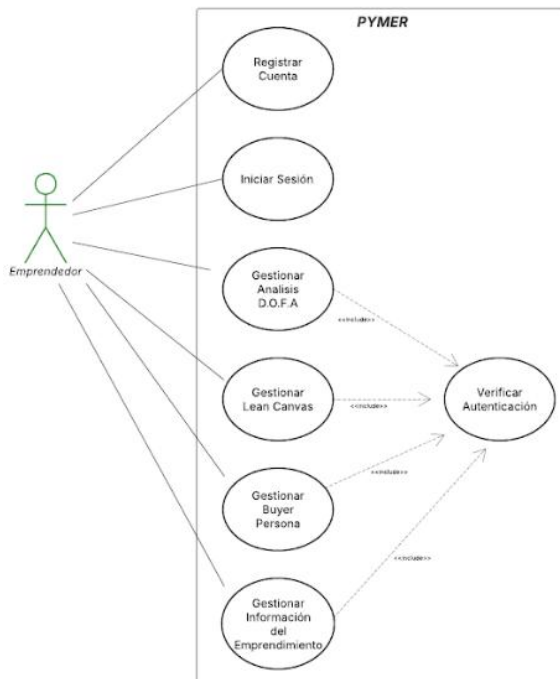 PYMER
Registrar
Cuenta
Iniciar Sesión
Emprendedor
Gestionar
Analisis
D.O.F.A
<<Include>>
Gestionar
Lean Canvas
<<Include>>
Verificar
Autenticación
Gestionar
Buyer
Persona
<<Include>>
<<Include>>
Gestionar
Información
del
Emprendimiento